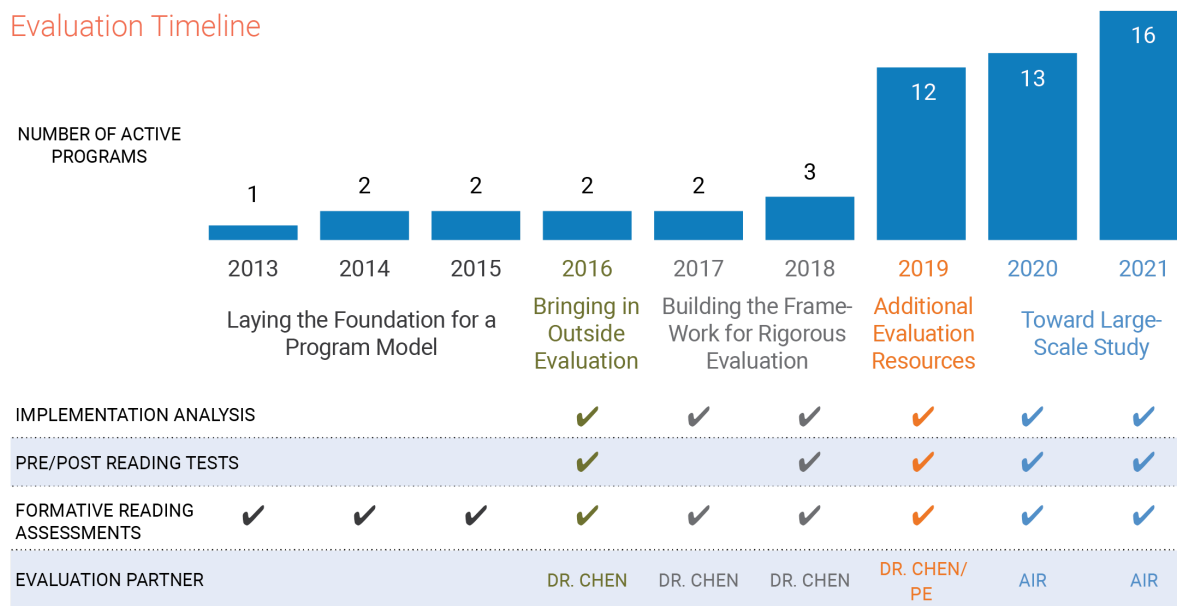 Evaluation Timeline
NUMBER OF ACTIVE
PROGRAMS
1 2 2 2 2 3 12 13 16
2013 2014 2015 2016 2017 2018 2019 2020 2021
Laying the Foundation for a
Program Model
Bringing in
Outside
Evaluation
Building the Frame-
Work for Rigorous
Evaluation
Additional
Evaluation
Resources
Toward Large-
Scale Study
IMPLEMENTATION ANALYSIS ✔ ✔ ✔ ✔ ✔ ✔
PRE/POST READING TESTS ✔ ✔ ✔ ✔ ✔
FORMATIVE READING
ASSESSMENTS ✔ ✔ ✔ ✔ ✔ ✔ ✔ ✔ ✔
EVALUATION PARTNER DR. CHEN DR. CHEN DR. CHEN DR. CHEN/
PE AIR AIR